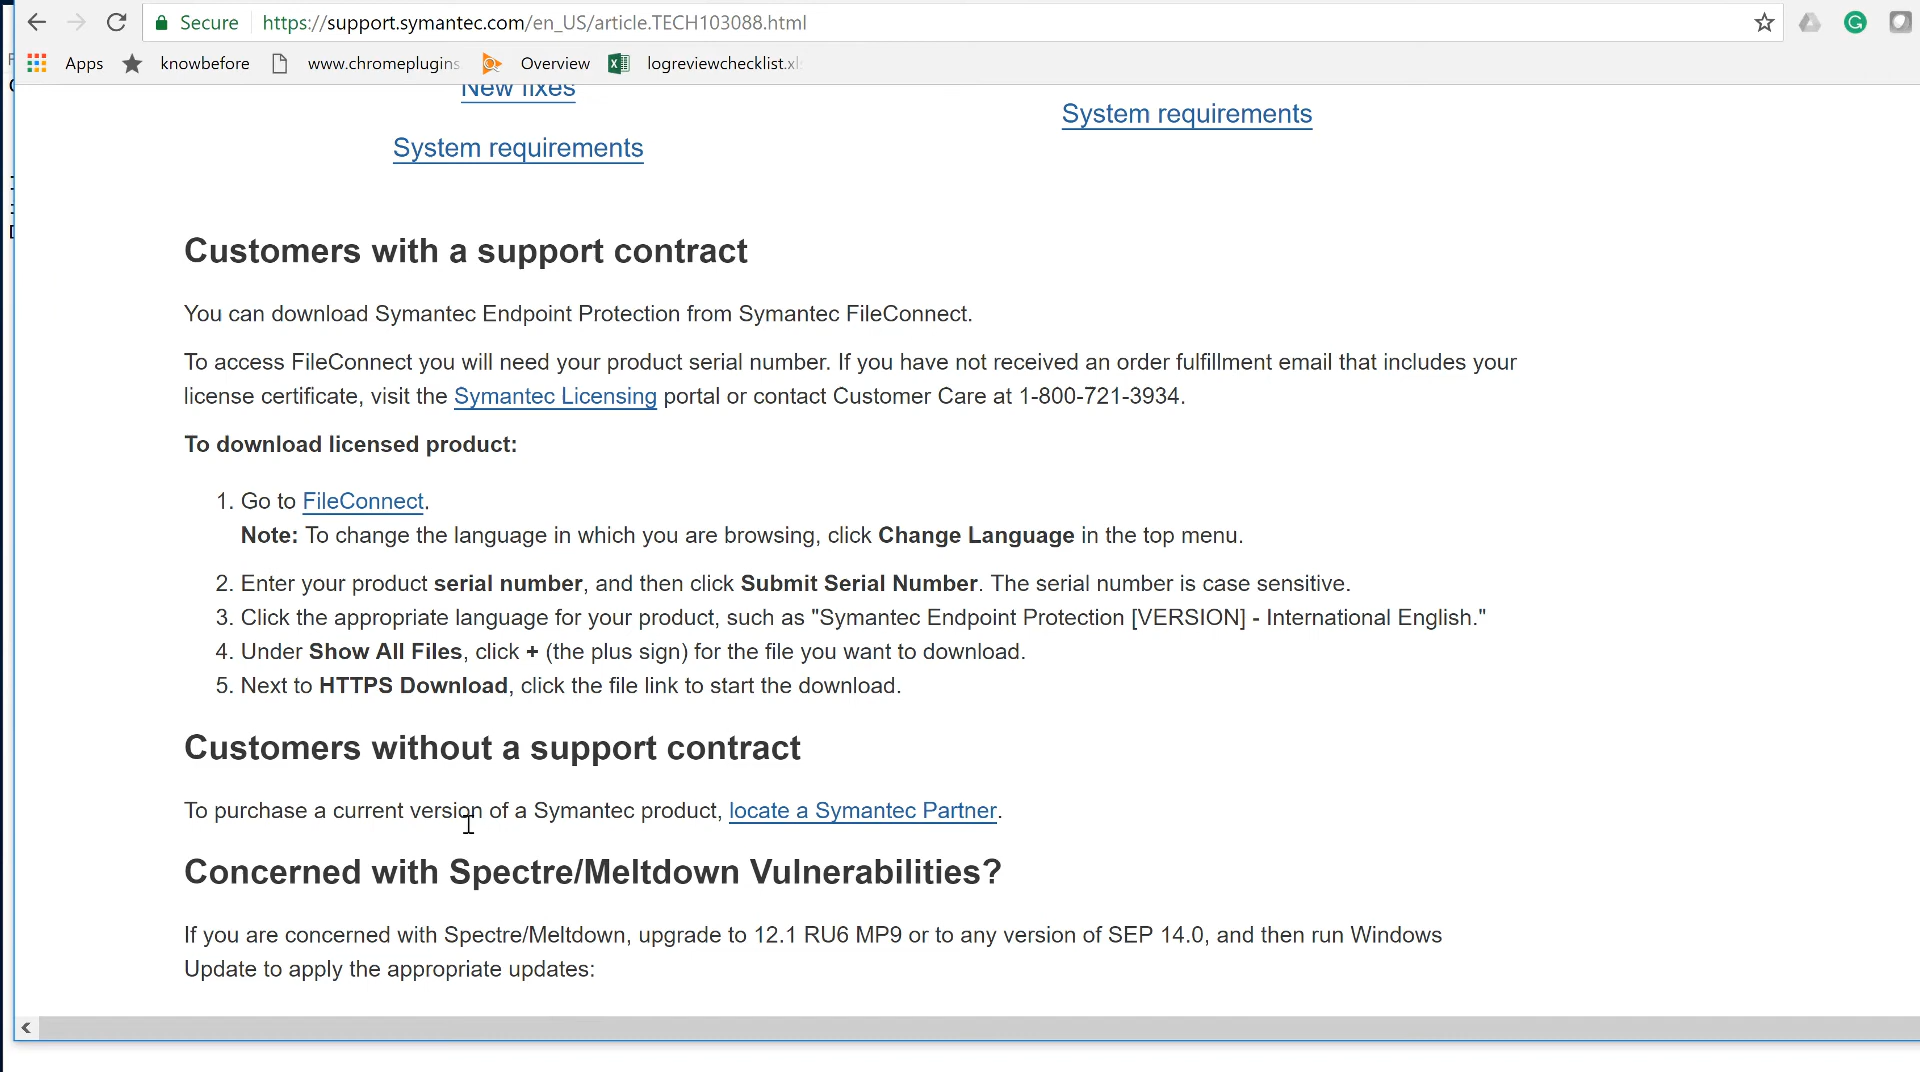 Secure https://support.symantec.com/en_US/article.TECH103088.html
Apps knowbefore www.chromeplugins Overview logreviewchecklist.xl
New fixes
System requirements
System requirements
Customers with a support contract
You can download Symantec Endpoint Protection from Symantec FileConnect.
To access FileConnect you will need your product serial number. If you have not received an order fulfillment email that includes your
license certificate, visit the Symantec Licensing portal or contact Customer Care at 1-800-721-3934.
To download licensed product:
1. Go to FileConnect.
Note: To change the language in which you are browsing, click Change Language in the top menu.
2. Enter your product serial number, and then click Submit Serial Number. The serial number is case sensitive.
3. Click the appropriate language for your product, such as "Symantec Endpoint Protection [VERSION] - International English."
4. Under Show All Files, click + (the plus sign) for the file you want to download.
5. Next to HTTPS Download, click the file link to start the download.
Customers without a support contract
To purchase a current version of a Symantec product, locate a Symantec Partner.
Concerned with Spectre/Meltdown Vulnerabilities?
If you are concerned with Spectre/Meltdown, upgrade to 12.1 RU6 MP9 or to any version of SEP 14.0, and then run Windows
Update to apply the appropriate updates: